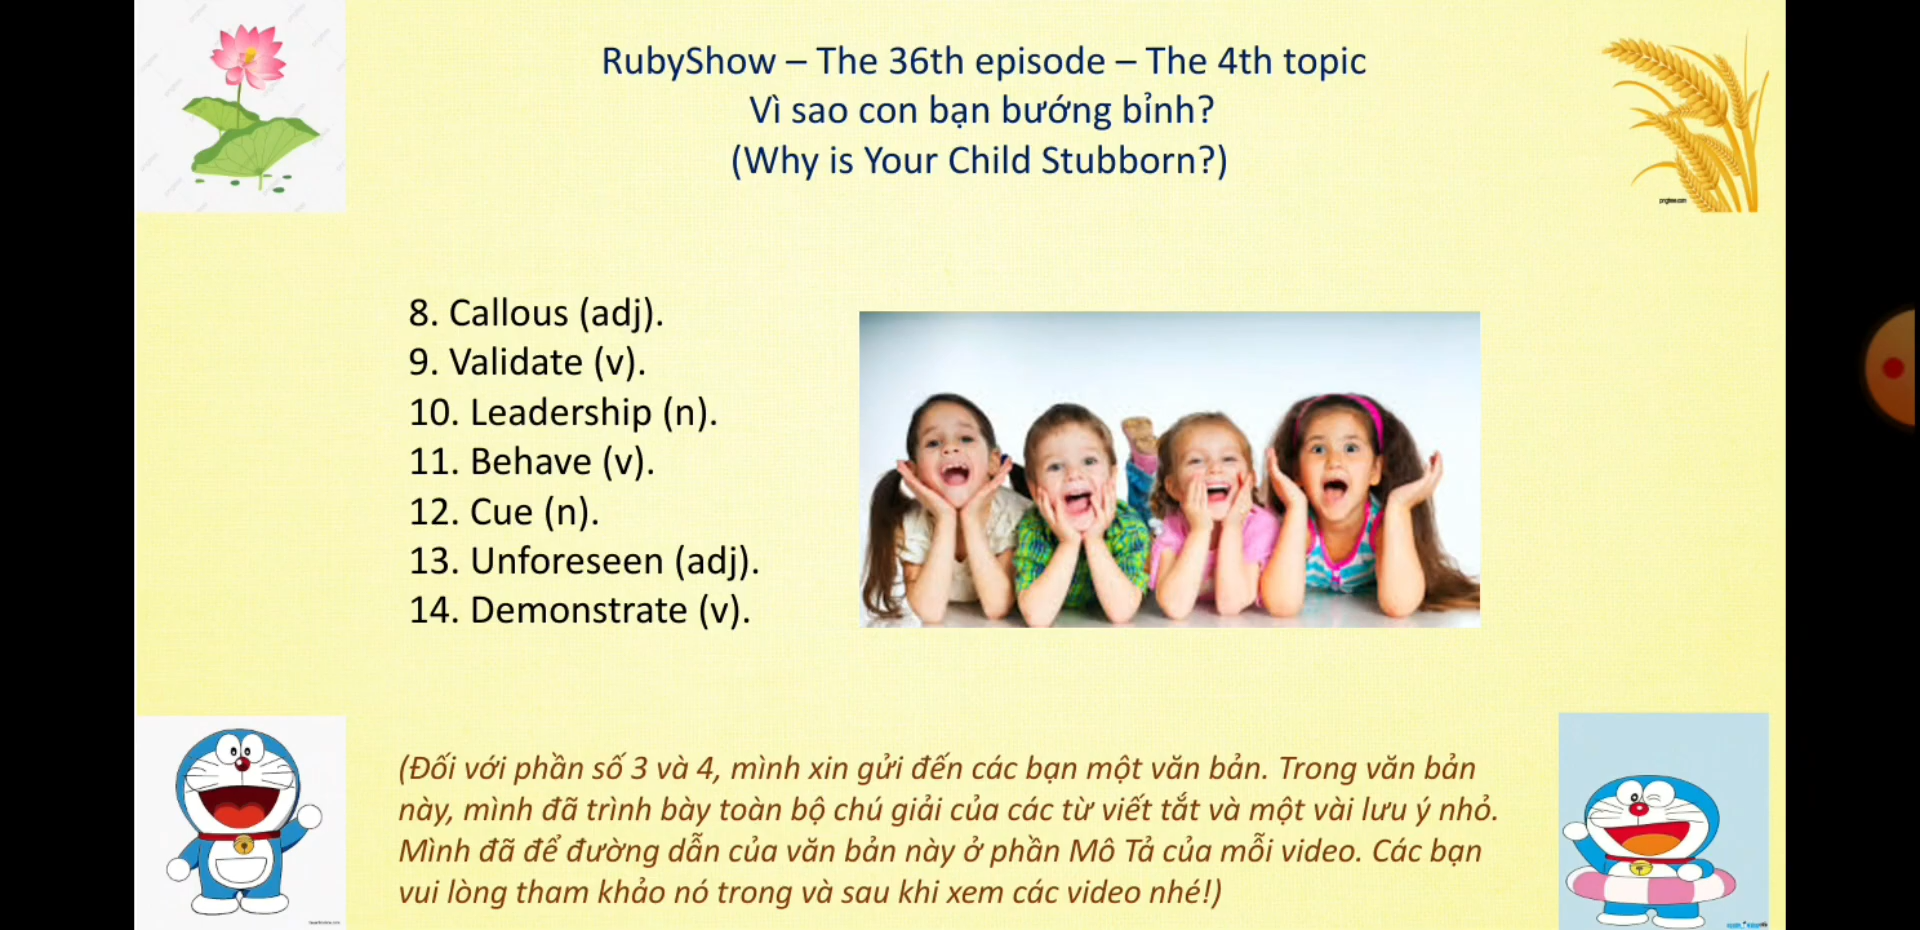 RubyShow – The 36th episode – The 4th topic
Vì sao con bạn bướng bỉnh?
(Why is Your Child Stubborn?)
pngtree.com
8. Callous (adj).
9. Validate (v).
10. Leadership (n).
11. Behave (v).
12. Cue (n).
13. Unforeseen (adj).
14. Demonstrate (v).
(Đối với phần số 3 và 4, mình xin gửi đến các bạn một văn bản. Trong văn bản
này, mình đã trình bày toàn bộ chú giải của các từ viết tắt và một vài lưu ý nhỏ.
Mình đã để đường dẫn của văn bản này ở phần Mô Tả của mỗi video. Các bạn
vui lòng tham khảo nó trong và sau khi xem các video nhé!)